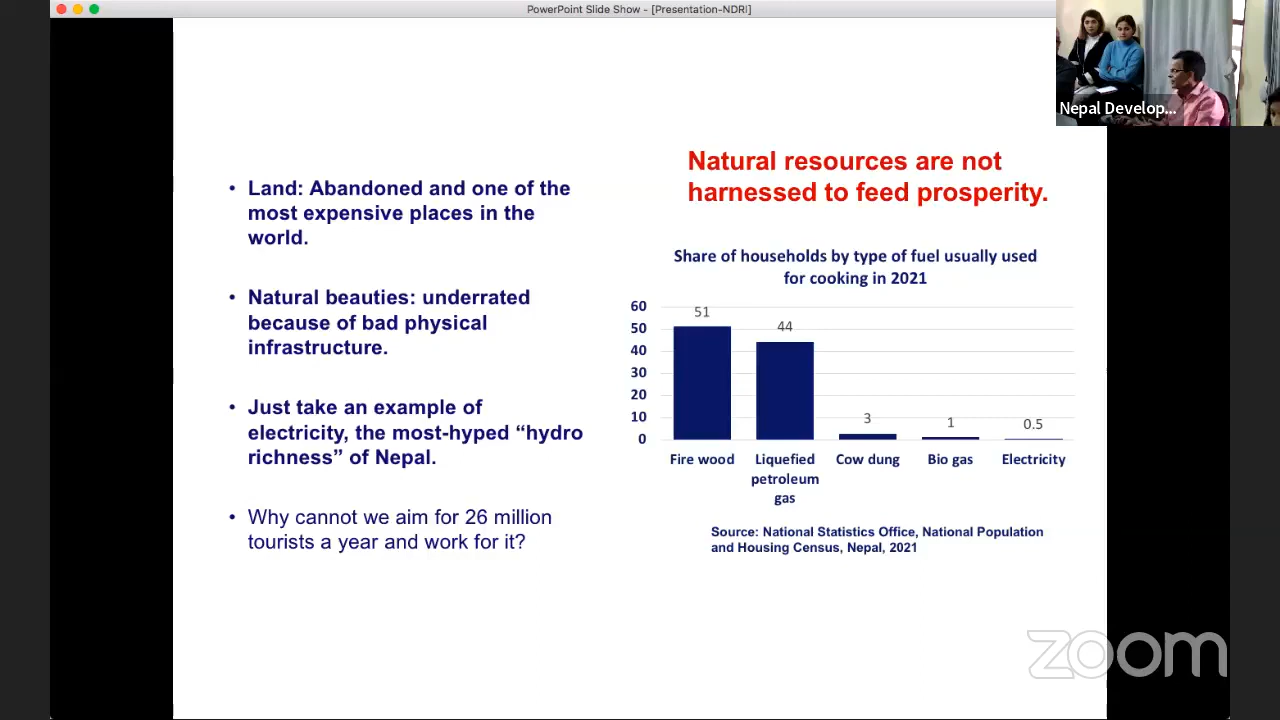 PowerPoint Slide Show - [Presentation-NDRI]
Nepal Develop...
Natural resources are not
harnessed to feed prosperity.
• Land: Abandoned and one of the
most expensive places in the
world.
• Natural beauties: underrated
because of bad physical
infrastructure.
• Just take an example of
electricity, the most-hyped “hydro
richness” of Nepal.
• Why cannot we aim for 26 million
tourists a year and work for it?
Share of households by type of fuel usually used
for cooking in 2021
60
50
40
30
20
10
0
51
44
3
1
0.5
Fire wood
Liquefied
petroleum
gas
Cow dung
Bio gas
Electricity
Source: National Statistics Office, National Population
and Housing Census, Nepal, 2021
zoom